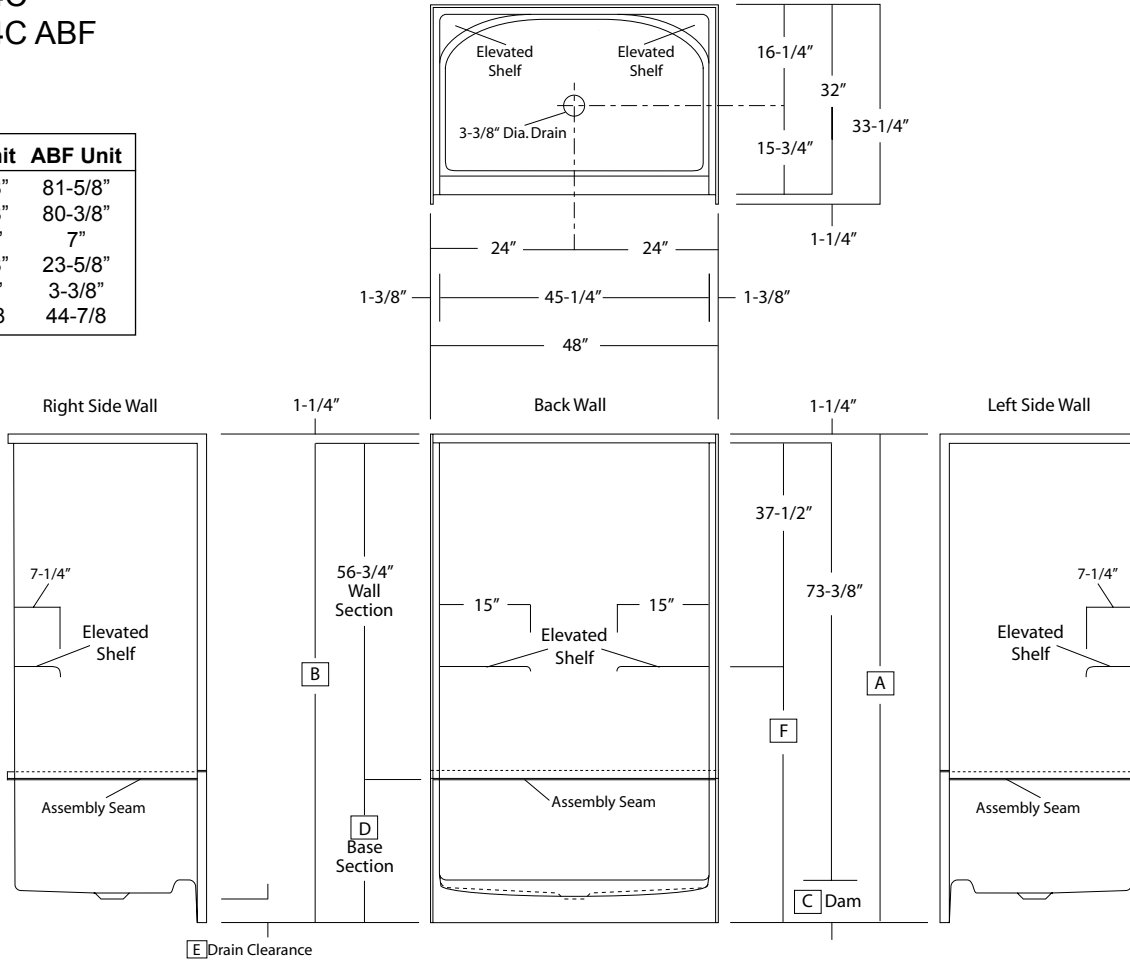 4C ABF
ABF Unit
81-5/8”
80-3/8”
7”
23-5/8”
3-3/8”
44-7/8
Elevated
Shelf
Elevated
Shelf
3-3/8“ Dia. Drain
16-1/4”
32”
33-1/4”
15-3/4”
1-1/4”
24”
24”
1-3/8”
45-1/4”
1-3/8”
48”
Right Side Wall
1-1/4”
Back Wall
1-1/4”
Left Side Wall
37-1/2”
7-1/4”
56-3/4”
Wall
Section
73-3/8”
7-1/4”
15”
15”
Elevated
Shelf
Elevated
Shelf
Elevated
Shelf
B
A
F
Assembly Seam
Assembly Seam
Assembly Seam
D
Base
Section
C Dam
E Drain Clearance